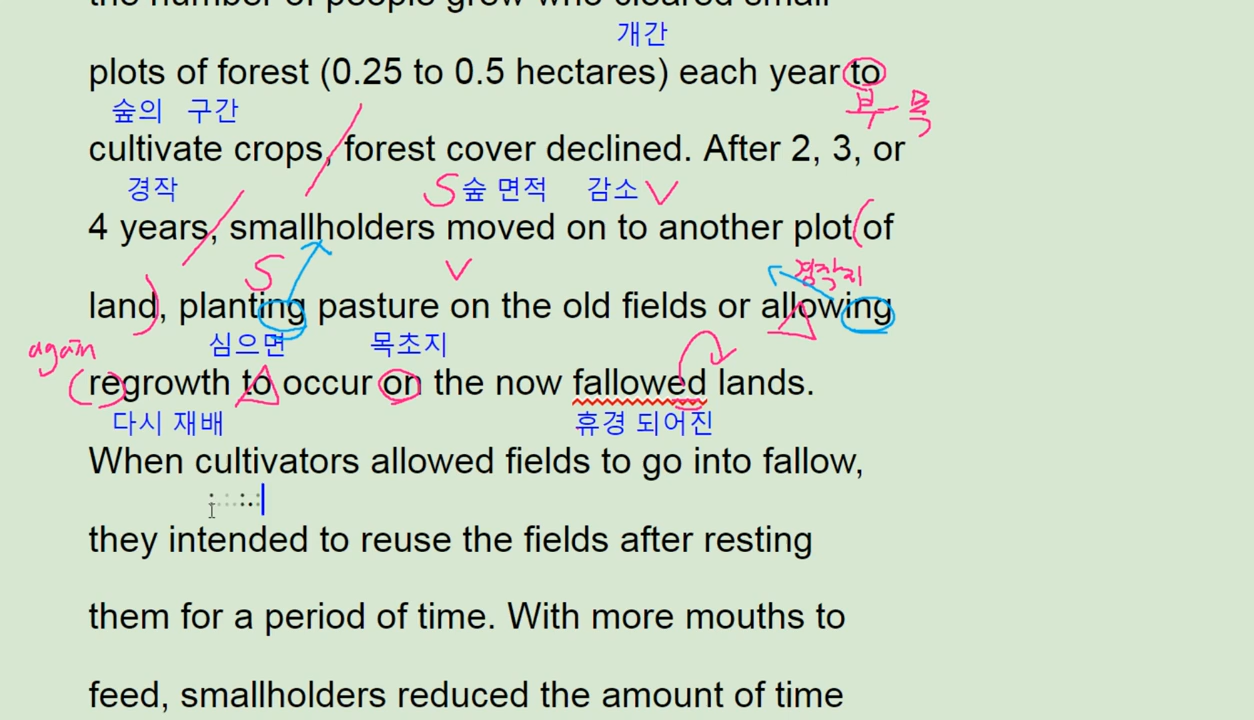 the number of people grew who cleared small
개간
plots of forest (0.25 to 0.5 hectares) each year to
숲의 구간
부 목
cultivate crops, forest cover declined. After 2, 3, or
경작 S 숲 면적 감소 V
4 years, smallholders moved on to another plot of
S V 경작지
land), planting pasture on the old fields or allowing
again 심으면 목초지
regrowth to occur on the now fallowed lands.
다시 재배 휴경 되어진
When cultivators allowed fields to go into fallow,
they intended to reuse the fields after resting
them for a period of time. With more mouths to
feed, smallholders reduced the amount of time